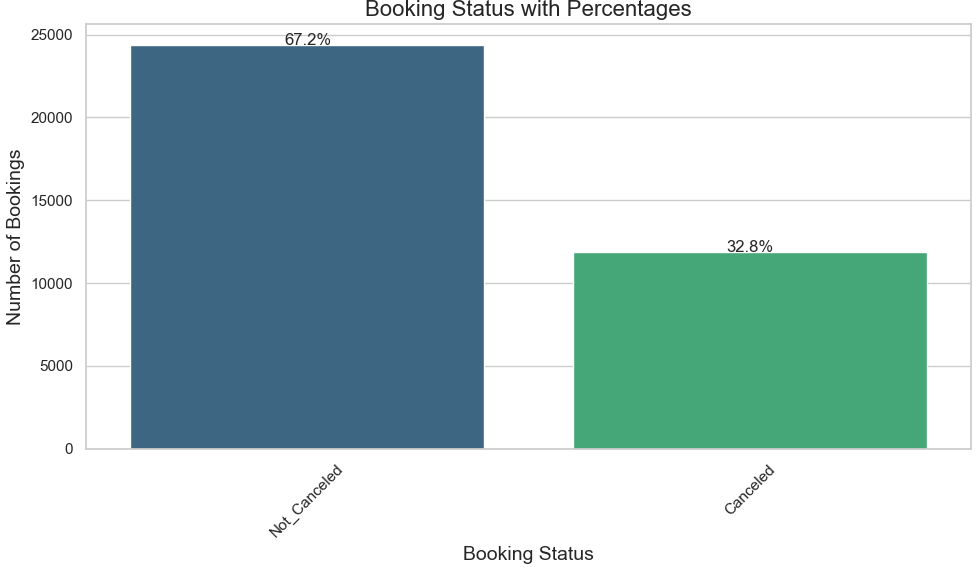 Booking Status with Percentages
25000
67.2%
20000
15000
32.8%
10000
5000
0
Number of Bookings
Not_Canceled
Canceled
Booking Status